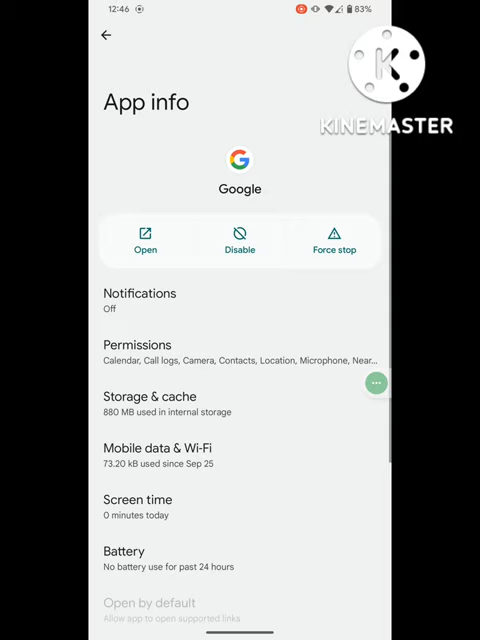 12:46
83%
KINEMASTER
App info
Google
Open
Disable
Force stop
Notifications
Off
Permissions
Calendar, Call logs, Camera, Contacts, Location, Microphone, Near...
Storage & cache
880 MB used in internal storage
Mobile data & Wi-Fi
73.20 kB used since Sep 25
Screen time
0 minutes today
Battery
No battery use for past 24 hours
Open by default
Allow app to open supported links